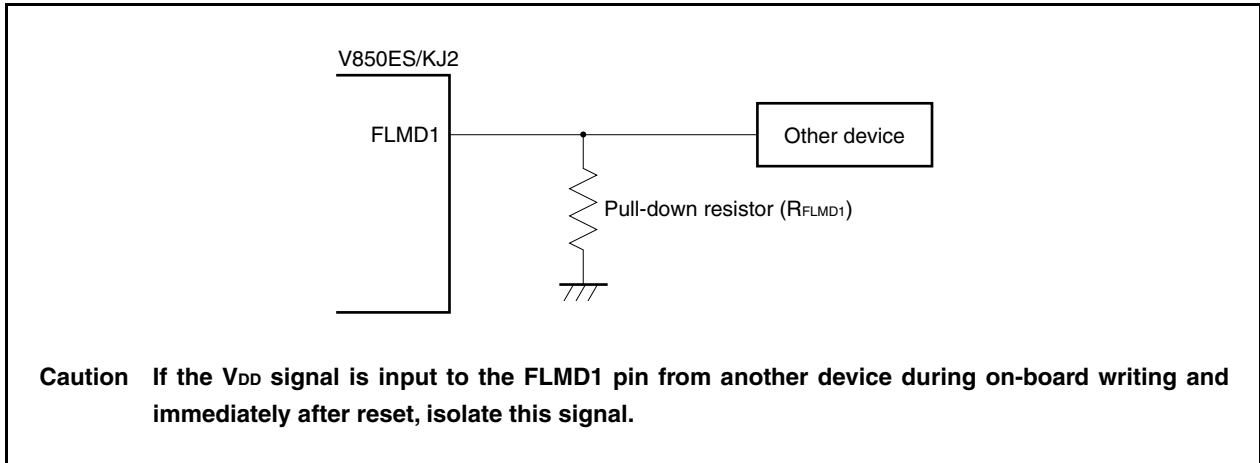 V850ES/KJ2
FLMD1
Other device
Pull-down resistor (RFLMD1)
Caution If the VDD signal is input to the FLMD1 pin from another device during on-board writing and
immediately after reset, isolate this signal.